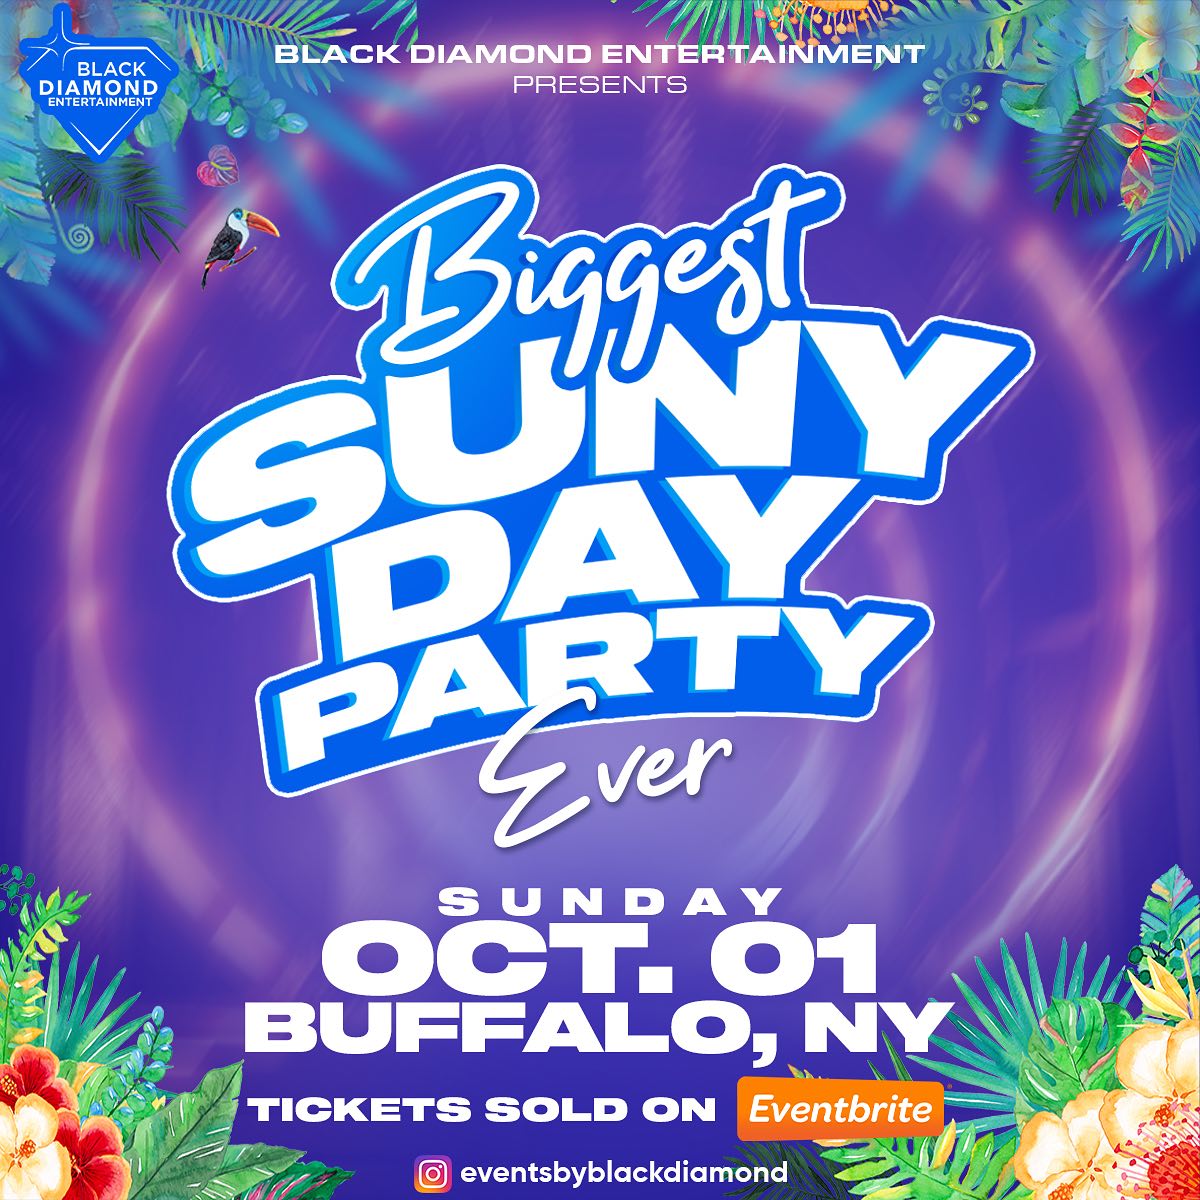 BLACK
DIAMOND
ENTERTAINMENT
BLACK DIAMOND ENTERTAINMENT
PRESENTS
Biggest
SUNY
DAY
PARTY
Ever
SUNDAY
OCT. 01
BUFFALO, NY
TICKETS SOLD ON Eventbrite
eventsbyblackdiamond